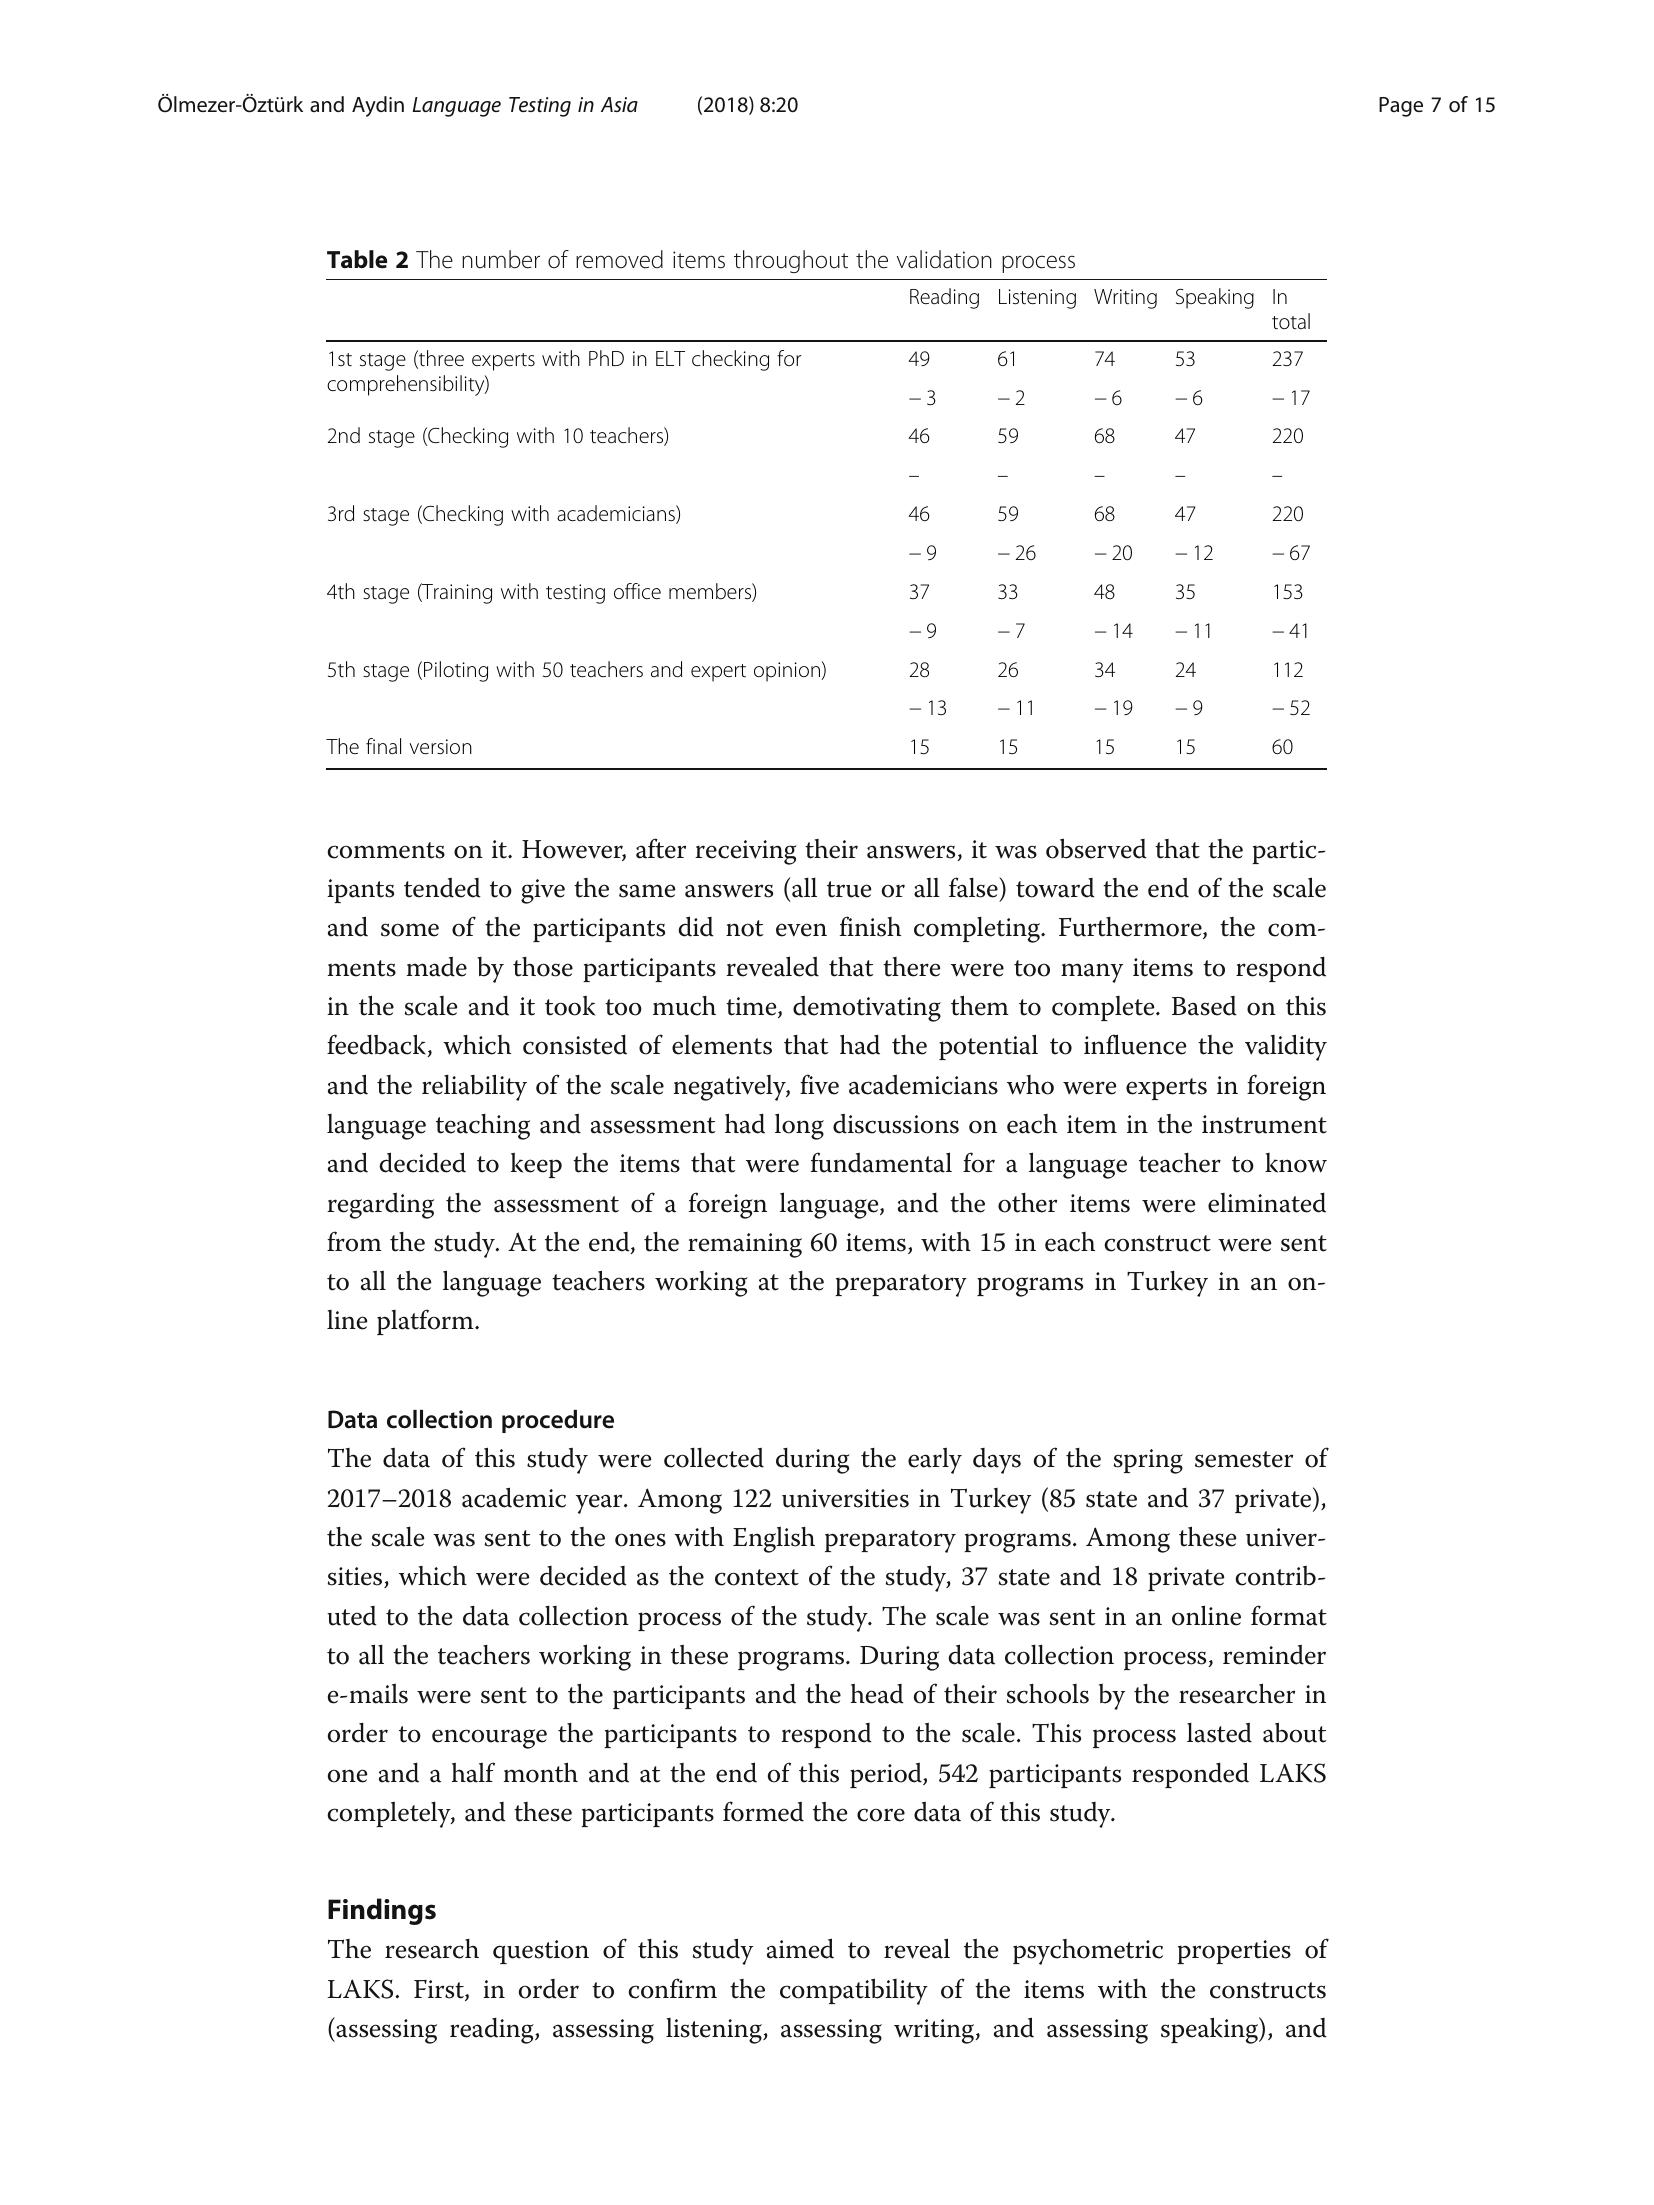 Ölmezer-Öztürk and Aydin Language Testing in Asia (2018) 8:20 Page 7 of 15
Table 2 The number of removed items throughout the validation process
Reading Listening Writing Speaking In
total
1st stage (three experts with PhD in ELT checking for
comprehensibility)
49 61 74 53 237
– 3 – 2 – 6 – 6 – 17
2nd stage (Checking with 10 teachers) 46 59 68 47 220
– – – – –
3rd stage (Checking with academicians) 46 59 68 47 220
– 9 – 26 – 20 – 12 – 67
4th stage (Training with testing office members) 37 33 48 35 153
– 9 – 7 – 14 – 11 – 41
5th stage (Piloting with 50 teachers and expert opinion) 28 26 34 24 112
– 13 – 11 – 19 – 9 – 52
The final version 15 15 15 15 60
comments on it. However, after receiving their answers, it was observed that the partic-
ipants tended to give the same answers (all true or all false) toward the end of the scale
and some of the participants did not even finish completing. Furthermore, the com-
ments made by those participants revealed that there were too many items to respond
in the scale and it took too much time, demotivating them to complete. Based on this
feedback, which consisted of elements that had the potential to influence the validity
and the reliability of the scale negatively, five academicians who were experts in foreign
language teaching and assessment had long discussions on each item in the instrument
and decided to keep the items that were fundamental for a language teacher to know
regarding the assessment of a foreign language, and the other items were eliminated
from the study. At the end, the remaining 60 items, with 15 in each construct were sent
to all the language teachers working at the preparatory programs in Turkey in an on-
line platform.
Data collection procedure
The data of this study were collected during the early days of the spring semester of
2017–2018 academic year. Among 122 universities in Turkey (85 state and 37 private),
the scale was sent to the ones with English preparatory programs. Among these univer-
sities, which were decided as the context of the study, 37 state and 18 private contrib-
uted to the data collection process of the study. The scale was sent in an online format
to all the teachers working in these programs. During data collection process, reminder
e-mails were sent to the participants and the head of their schools by the researcher in
order to encourage the participants to respond to the scale. This process lasted about
one and a half month and at the end of this period, 542 participants responded LAKS
completely, and these participants formed the core data of this study.
Findings
The research question of this study aimed to reveal the psychometric properties of
LAKS. First, in order to confirm the compatibility of the items with the constructs
(assessing reading, assessing listening, assessing writing, and assessing speaking), and